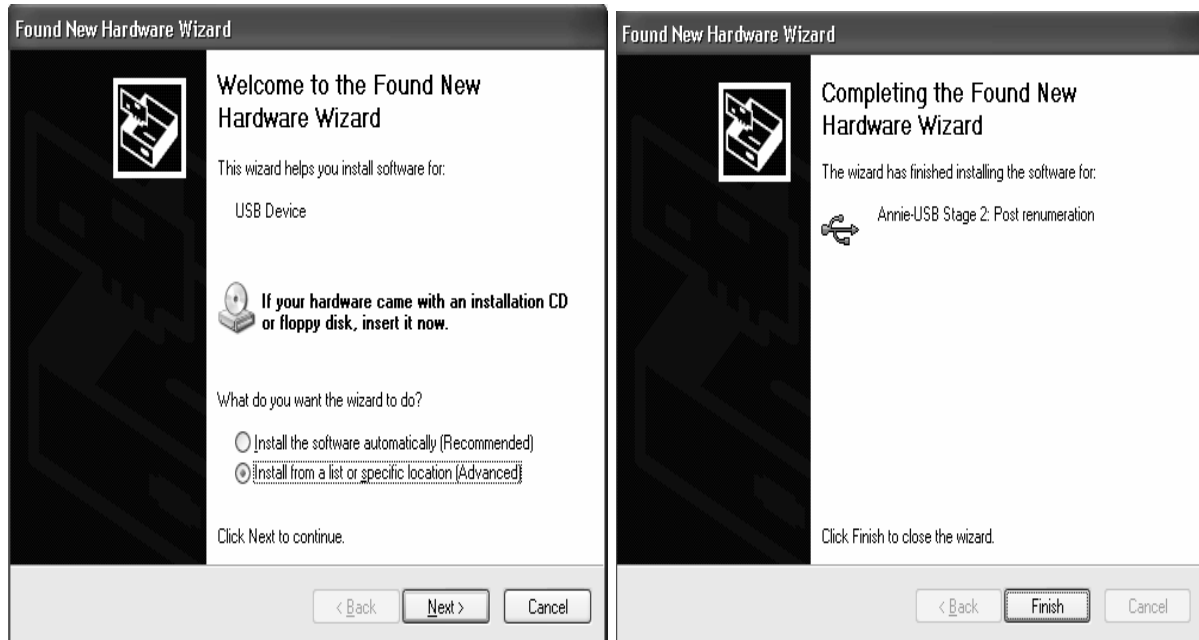 Found New Hardware Wizard
Welcome to the Found New
Hardware Wizard
This wizard helps you install software for:
USB Device
If your hardware came with an installation CD
or floppy disk, insert it now.
What do you want the wizard to do?
Install the software automatically (Recommended)
Install from a list or specific location (Advanced)
Click Next to continue.
< Back
Next >
Cancel
Found New Hardware Wizard
Completing the Found New
Hardware Wizard
The wizard has finished installing the software for:
Annie-USB Stage 2: Post renumeration
Click Finish to close the wizard.
< Back
Finish
Cancel